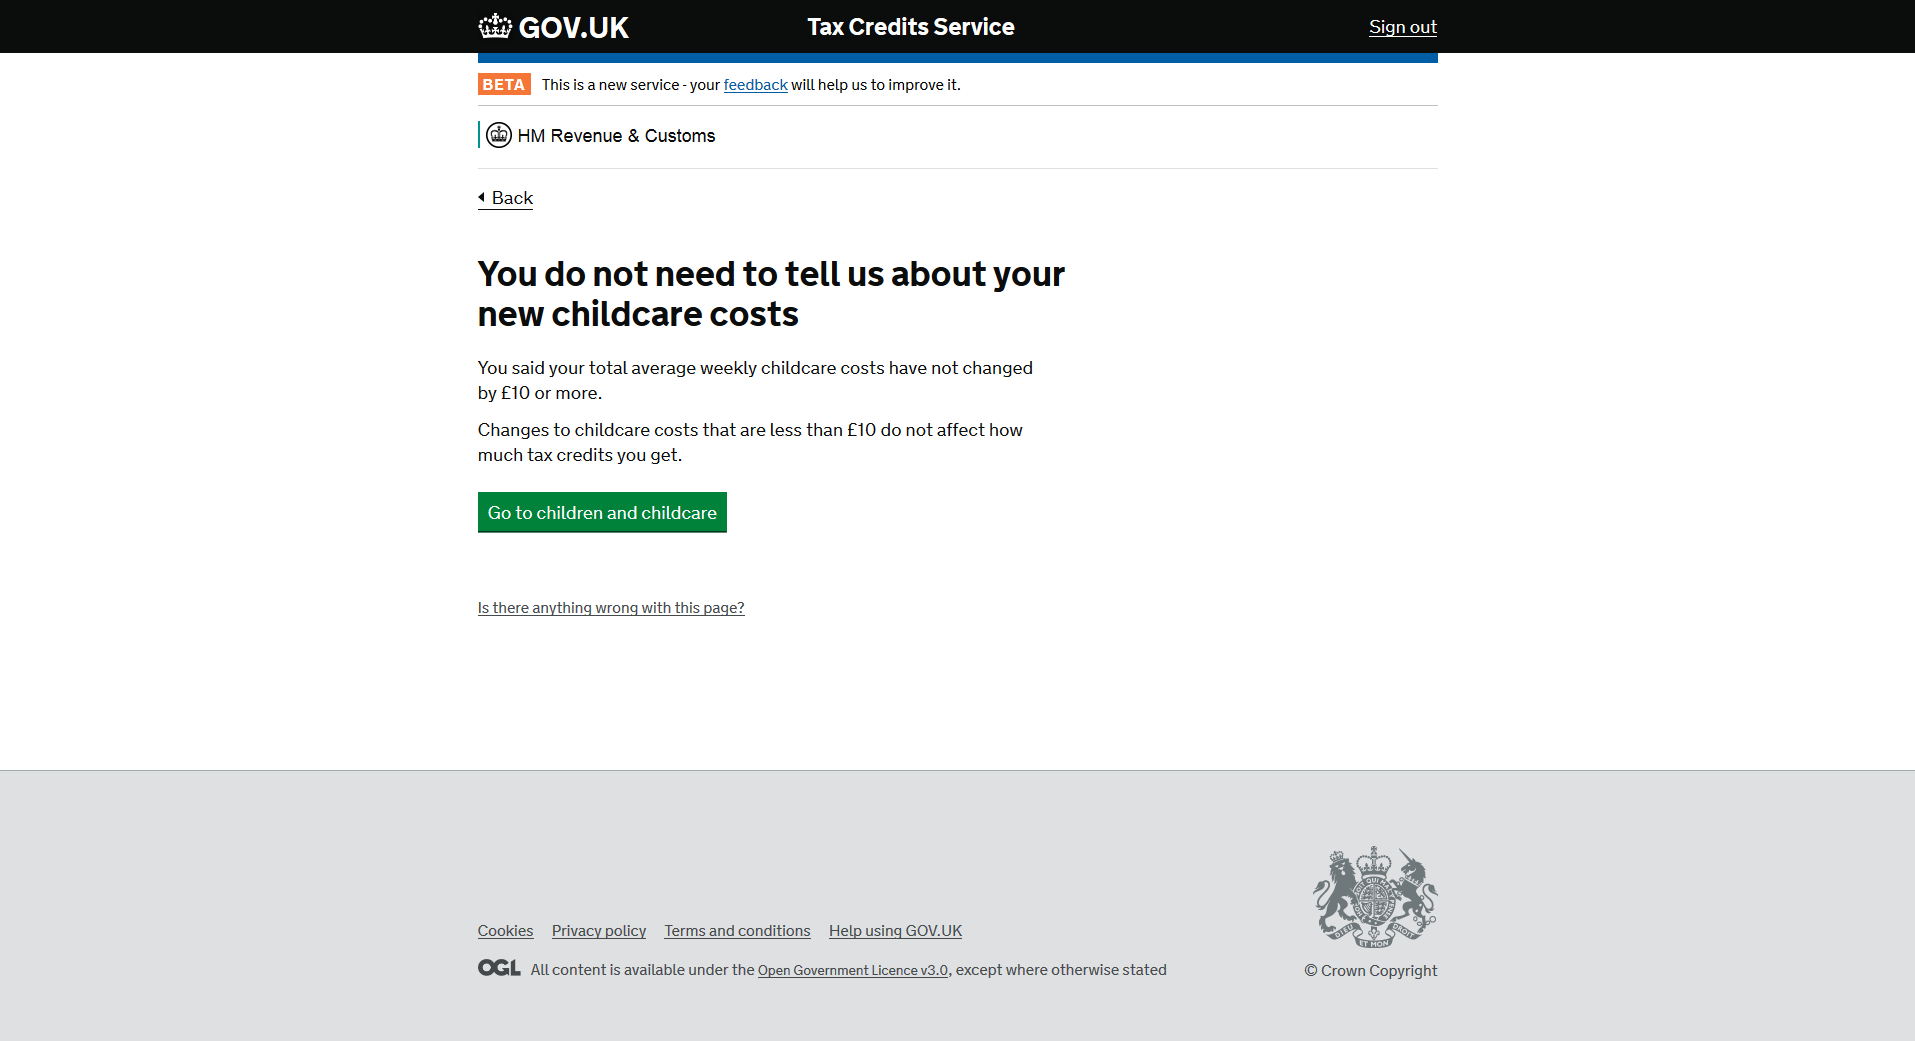 GOV.UK Tax Credits Service Sign out
BETA This is a new service - your feedback will help us to improve it.
HM Revenue & Customs
Back
You do not need to tell us about your
new childcare costs
You said your total average weekly childcare costs have not changed
by £10 or more.
Changes to childcare costs that are less than £10 do not affect how
much tax credits you get.
Go to children and childcare
Is there anything wrong with this page?
Cookies Privacy policy Terms and conditions Help using GOV.UK
OGL All content is available under the Open Government Licence v3.0, except where otherwise stated
DIEU ET MON DROIT
© Crown Copyright